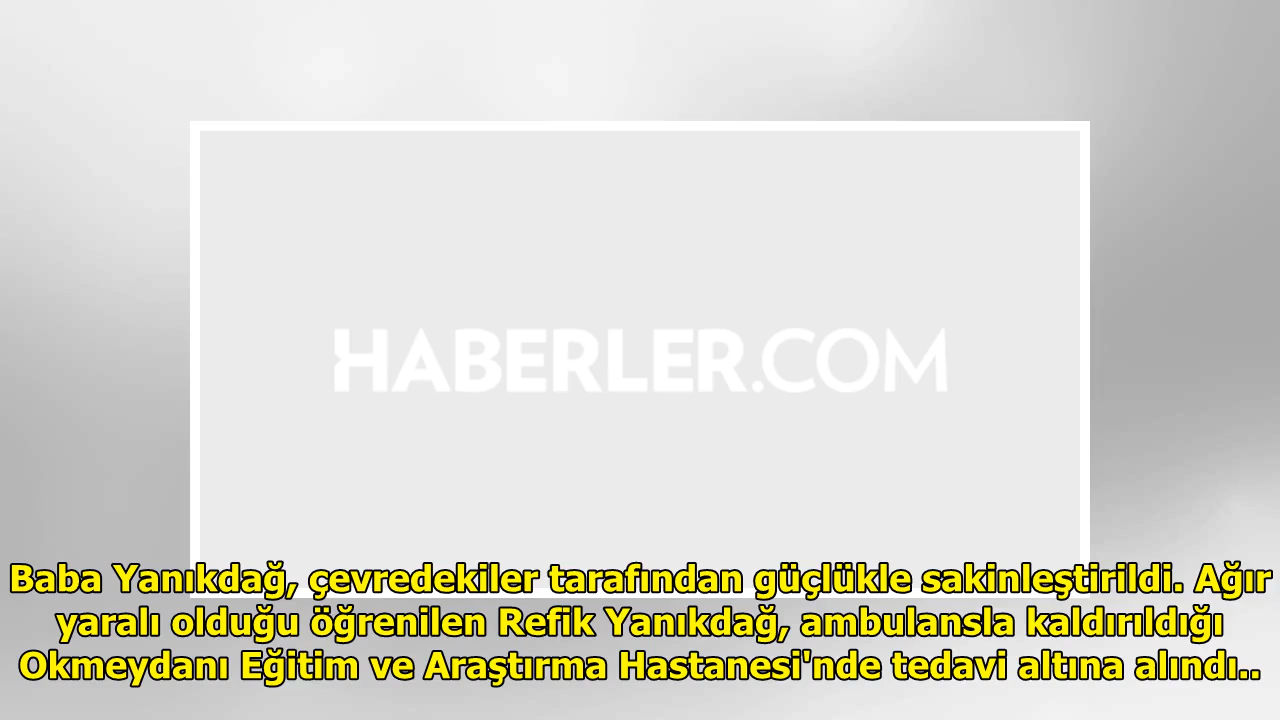 HABERLER.COM
Baba Yanıkdağ, çevredekiler tarafından güçlükle sakinleştirildi. Ağır
yaralı olduğu öğrenilen Refik Yanıkdağ, ambulansla kaldırıldığı
Okmeydanı Eğitim ve Araştırma Hastanesi'nde tedavi altına alındı..